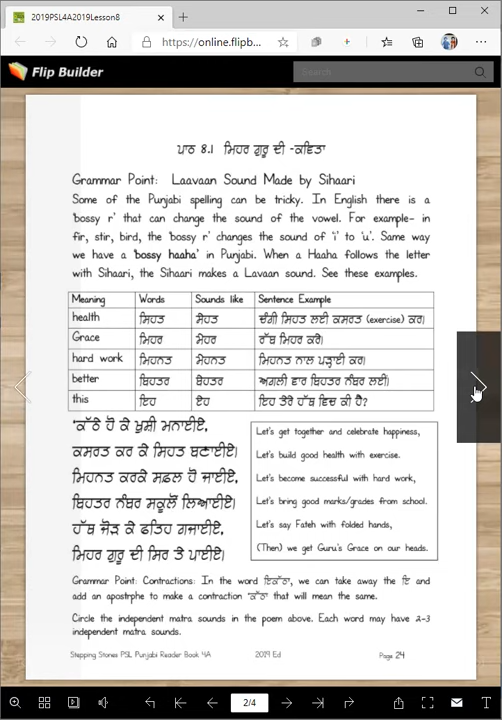 2019PSL4A2019Lesson8
https://online.flipb...
Flip Builder
Search
ਪਾਠ 8.1 ਮਿਹਰ ਗੁਰੂ ਦੀ -ਕਵਿਤਾ
Grammar Point: Laavaan Sound Made by Sihaari
Some of the Punjabi spelling can be tricky. In English there is a
'bossy r' that can change the sound of the vowel. For example- in
fir, stir, bird, the 'bossy r' changes the sound of 'i' to 'u'. Same way
we have a 'bossy haaha' in Punjabi. When a Haaha follows the letter
with Sihaari, the Sihaari makes a Lavaan sound. See these examples.
Meaning Words Sounds like Sentence Example
health ਸਿਹਤ ਸੇਹਤ ਚੰਗੀ ਸਿਹਤ ਲਈ ਕਸਰਤ (exercise) ਕਰ।
Grace ਮਿਹਰ ਮੇਹਰ ਰੱਬ ਮਿਹਰ ਕਰੇ।
hard work ਮਿਹਨਤ ਮੇਹਨਤ ਮਿਹਨਤ ਨਾਲ ਪੜ੍ਹਾਈ ਕਰ।
better ਬਿਹਤਰ ਬੇਹਤਰ ਅਗਲੀ ਵਾਰ ਬਿਹਤਰ ਨੰਬਰ ਲਈਂ।
this ਇਹ ਏਹ ਇਹ ਤੇਰੇ ਹੱਥ ਵਿਚ ਕੀ ਹੈ?
'ਕੱਠੇ ਹੋ ਕੇ ਖੁਸ਼ੀ ਮਨਾਈਏ,
ਕਸਰਤ ਕਰ ਕੇ ਸਿਹਤ ਬਣਾਈਏ।
ਮਿਹਨਤ ਕਰਕੇ ਸਫ਼ਲ ਹੋ ਜਾਈਏ,
ਬਿਹਤਰ ਨੰਬਰ ਸਕੂਲੋਂ ਲਿਆਈਏ।
ਹੱਥ ਜੋੜ ਕੇ ਫਤਿਹ ਗਜਾਈਏ,
ਮਿਹਰ ਗੁਰੂ ਦੀ ਸਿਰ ਤੇ ਪਾਈਏ।
Let's get together and celebrate happiness,
Let's build good health with exercise.
Let's become successful with hard work,
Let's bring good marks/grades from school.
Let's say Fateh with folded hands,
(Then) we get Guru's Grace on our heads.
Grammar Point: Contractions: In the word ਇਕੱਠਾ, we can take away the ਇ and
add an apostrphe to make a contraction 'ਕੱਠਾ that will mean the same.
Circle the independent matra sounds in the poem above. Each word may have 2-3
independent matra sounds.
Stepping Stones PSL Punjabi Reader Book 4A 2019 Ed Page 24
2/4